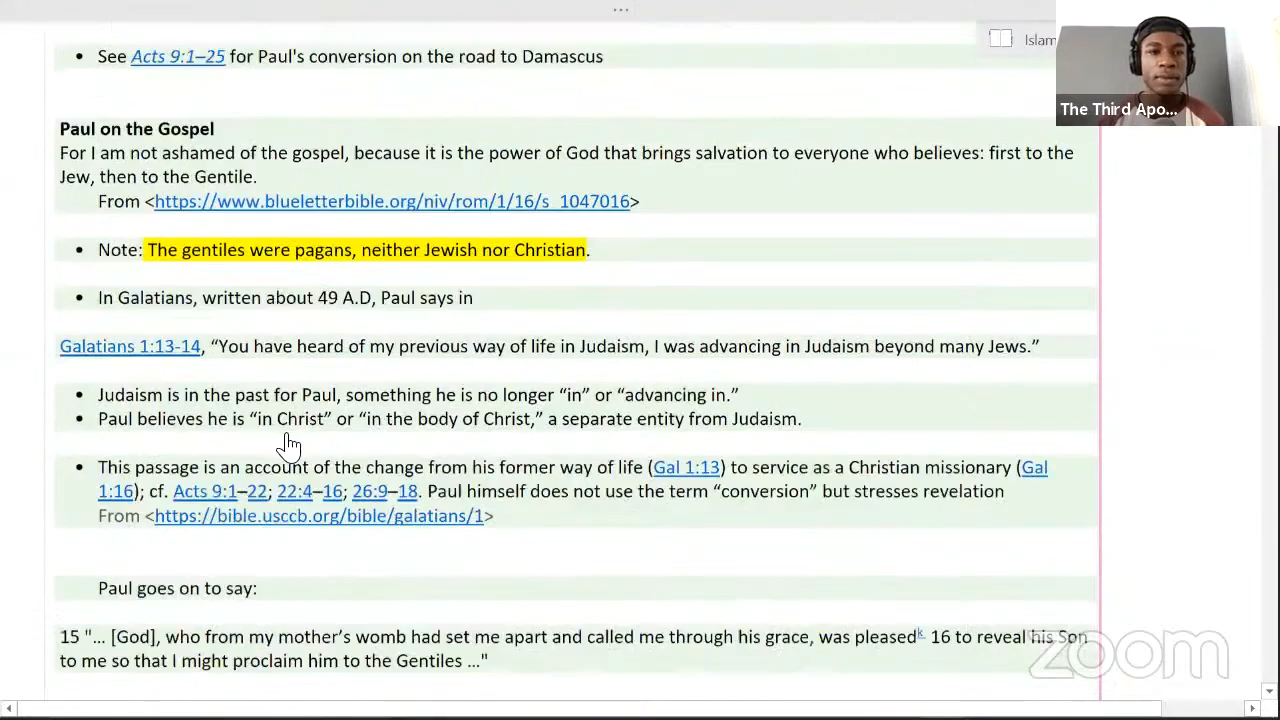 ...
Islam
The Third Apo...
• See Acts 9:1–25 for Paul's conversion on the road to Damascus
Paul on the Gospel
For I am not ashamed of the gospel, because it is the power of God that brings salvation to everyone who believes: first to the
Jew, then to the Gentile.
From <https://www.blueletterbible.org/niv/rom/1/16/s_1047016>
• Note: The gentiles were pagans, neither Jewish nor Christian.
• In Galatians, written about 49 A.D, Paul says in
Galatians 1:13-14, “You have heard of my previous way of life in Judaism, I was advancing in Judaism beyond many Jews.”
• Judaism is in the past for Paul, something he is no longer “in” or “advancing in.”
• Paul believes he is “in Christ” or “in the body of Christ,” a separate entity from Judaism.
• This passage is an account of the change from his former way of life (Gal 1:13) to service as a Christian missionary (Gal
1:16); cf. Acts 9:1–22; 22:4–16; 26:9–18. Paul himself does not use the term “conversion” but stresses revelation
From <https://bible.usccb.org/bible/galatians/1>
Paul goes on to say:
15 "... [God], who from my mother’s womb had set me apart and called me through his grace, was pleased k 16 to reveal his Son
to me so that I might proclaim him to the Gentiles ..."
zoom